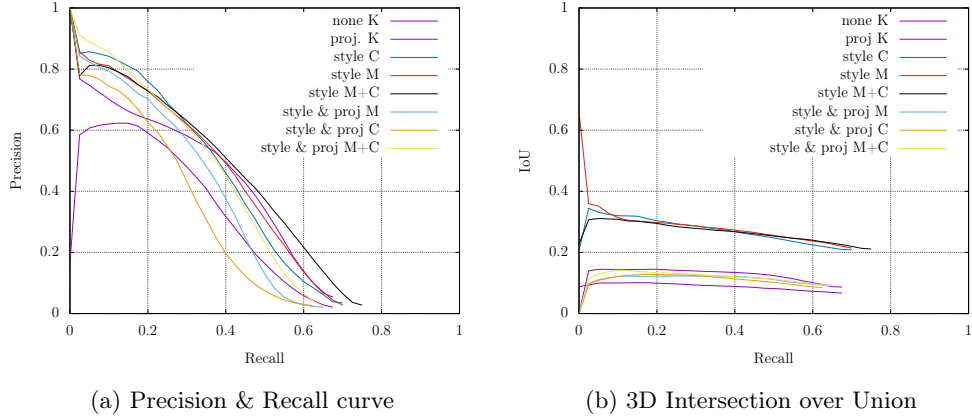 1
0.8
0.6
0.4
0.2
0
0
0.2
0.4
0.6
0.8
1
Precision
Recall
none K
proj. K
style C
style M
style M+C
style & proj M
style & proj C
style & proj M+C
(a) Precision & Recall curve
1
0.8
0.6
0.4
0.2
0
0
0.2
0.4
0.6
0.8
1
IoU
Recall
none K
proj K
style C
style M
style M+C
style & proj M
style & proj C
style & proj M+C
(b) 3D Intersection over Union